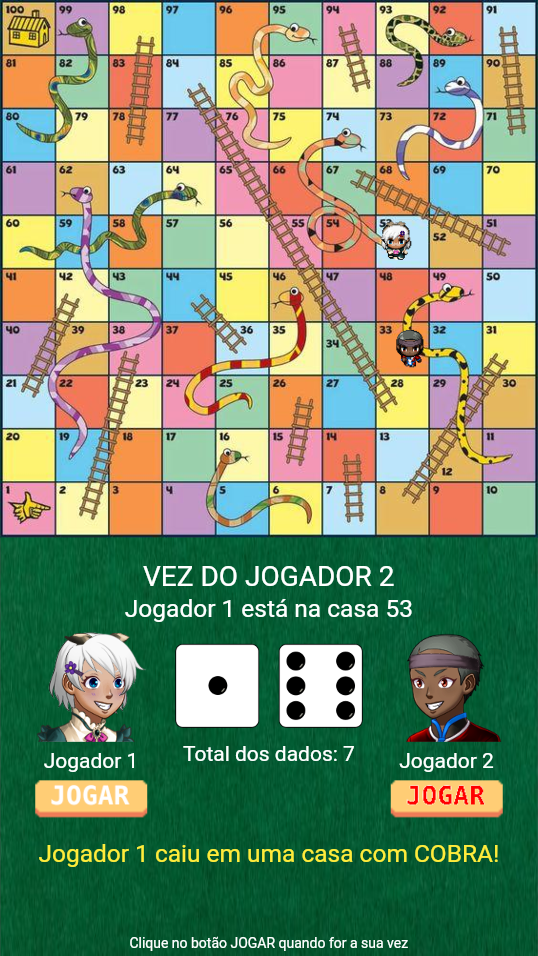 100 99 98 97 96 95 94 93 92 91
81 82 83 84 85 86 87 88 89 90
80 79 78 77 76 75 74 73 72 71
61 62 63 64 65 66 67 68 69 70
60 59 58 57 56 55 54 53 52 51
41 42 43 44 45 46 47 48 49 50
40 39 38 37 36 35 34 33 32 31
21 22 23 24 25 26 27 28 29 30
20 19 18 17 16 15 14 13 12 11
1 2 3 4 5 6 7 8 9 10
VEZ DO JOGADOR 2
Jogador 1 está na casa 53
Total dos dados: 7
Jogador 1
Jogador 2
JOGAR
JOGAR
Jogador 1 caiu em uma casa com COBRA!
Clique no botão JOGAR quando for a sua vez